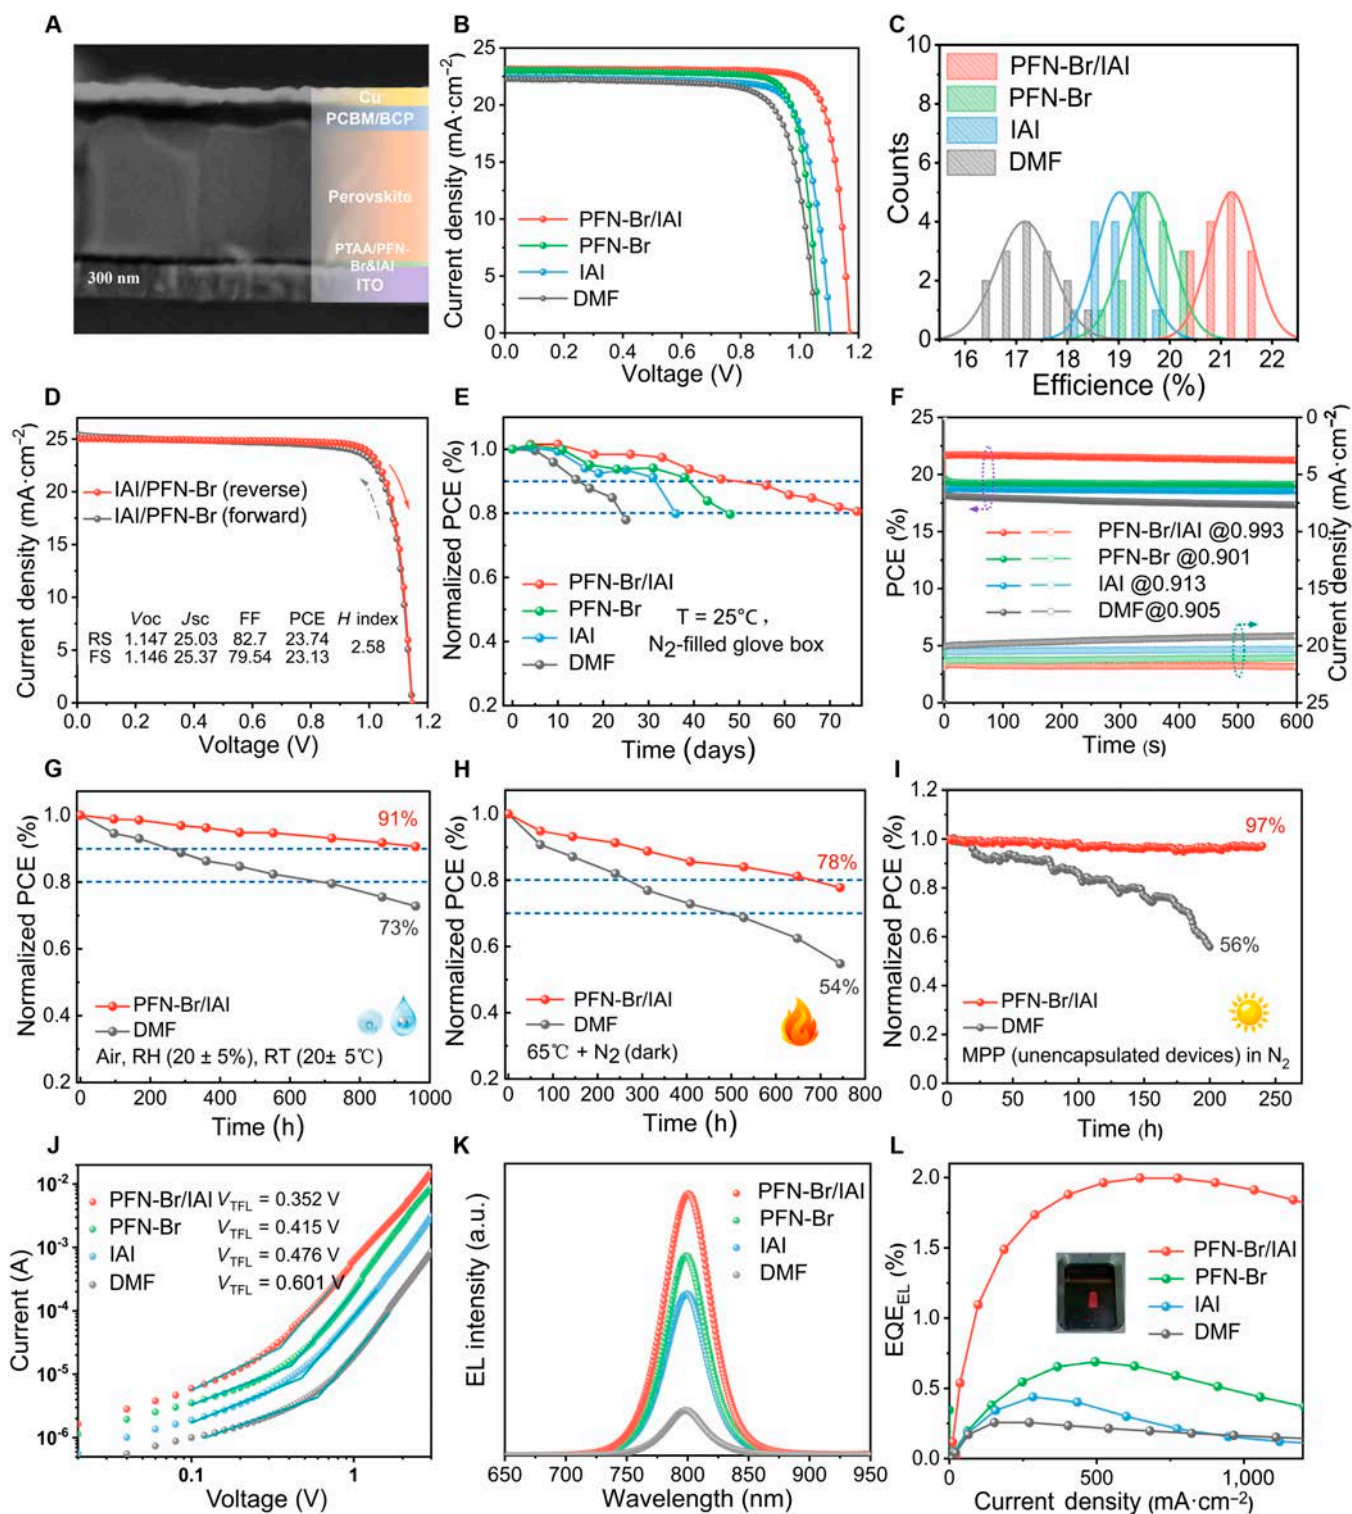 A
Cu
PCBM/BCP
Perovskite
PTAA/PFN-
Br&IAI
ITO
300 nm
B
Current density (mA·cm⁻²)
25
20
15
10
5
0
PFN-Br/IAI
PFN-Br
IAI
DMF
0.0 0.2 0.4 0.6 0.8 1.0 1.2
Voltage (V)
C
Counts
10
8
6
4
2
0
PFN-Br/IAI
PFN-Br
IAI
DMF
16 17 18 19 20 21 22
Efficience (%)
D
Current density (mA·cm⁻²)
25
20
15
10
5
0
IAI/PFN-Br (reverse)
IAI/PFN-Br (forward)
Voc Jsc FF PCE H index
RS 1.147 25.03 82.7 23.74
2.58
FS 1.146 25.37 79.54 23.13
0.0 0.2 0.4 0.6 0.8 1.0 1.2
Voltage (V)
E
Normalized PCE (%)
1.0
0.8
0.6
0.4
0.2
PFN-Br/IAI
PFN-Br
IAI
DMF
T = 25℃,
N₂-filled glove box
0 10 20 30 40 50 60 70
Time (days)
F
PCE (%)
25
20
15
10
5
0
PFN-Br/IAI @0.993
PFN-Br @0.901
IAI @0.913
DMF@0.905
0
5
10
15
20
25
Current density (mA·cm⁻²)
0 100 200 300 400 500 600
Time (s)
G
Normalized PCE (%)
1.0
0.8
0.6
0.4
0.2
91%
73%
PFN-Br/IAI
DMF
Air, RH (20 ± 5%), RT (20± 5℃)
0 200 400 600 800 1000
Time (h)
H
Normalized PCE (%)
1.0
0.8
0.6
0.4
0.2
78%
54%
PFN-Br/IAI
DMF
65℃ + N₂ (dark)
0 100 200 300 400 500 600 700 800
Time (h)
I
Normalized PCE (%)
1.2
1.0
0.8
0.6
0.4
0.2
0.0
97%
56%
PFN-Br/IAI
DMF
MPP (unencapsulated devices) in N₂
0 50 100 150 200 250
Time (h)
J
Current (A)
10⁻²
10⁻³
10⁻⁴
10⁻⁵
10⁻⁶
PFN-Br/IAI V_TFL = 0.352 V
PFN-Br V_TFL = 0.415 V
IAI V_TFL = 0.476 V
DMF V_TFL = 0.601 V
0.1 1
Voltage (V)
K
EL intensity (a.u.)
PFN-Br/IAI
PFN-Br
IAI
DMF
650 700 750 800 850 900 950
Wavelength (nm)
L
EQE_EL (%)
2.0
1.5
1.0
0.5
0.0
PFN-Br/IAI
PFN-Br
IAI
DMF
0 500 1,000
Current density (mA·cm⁻²)